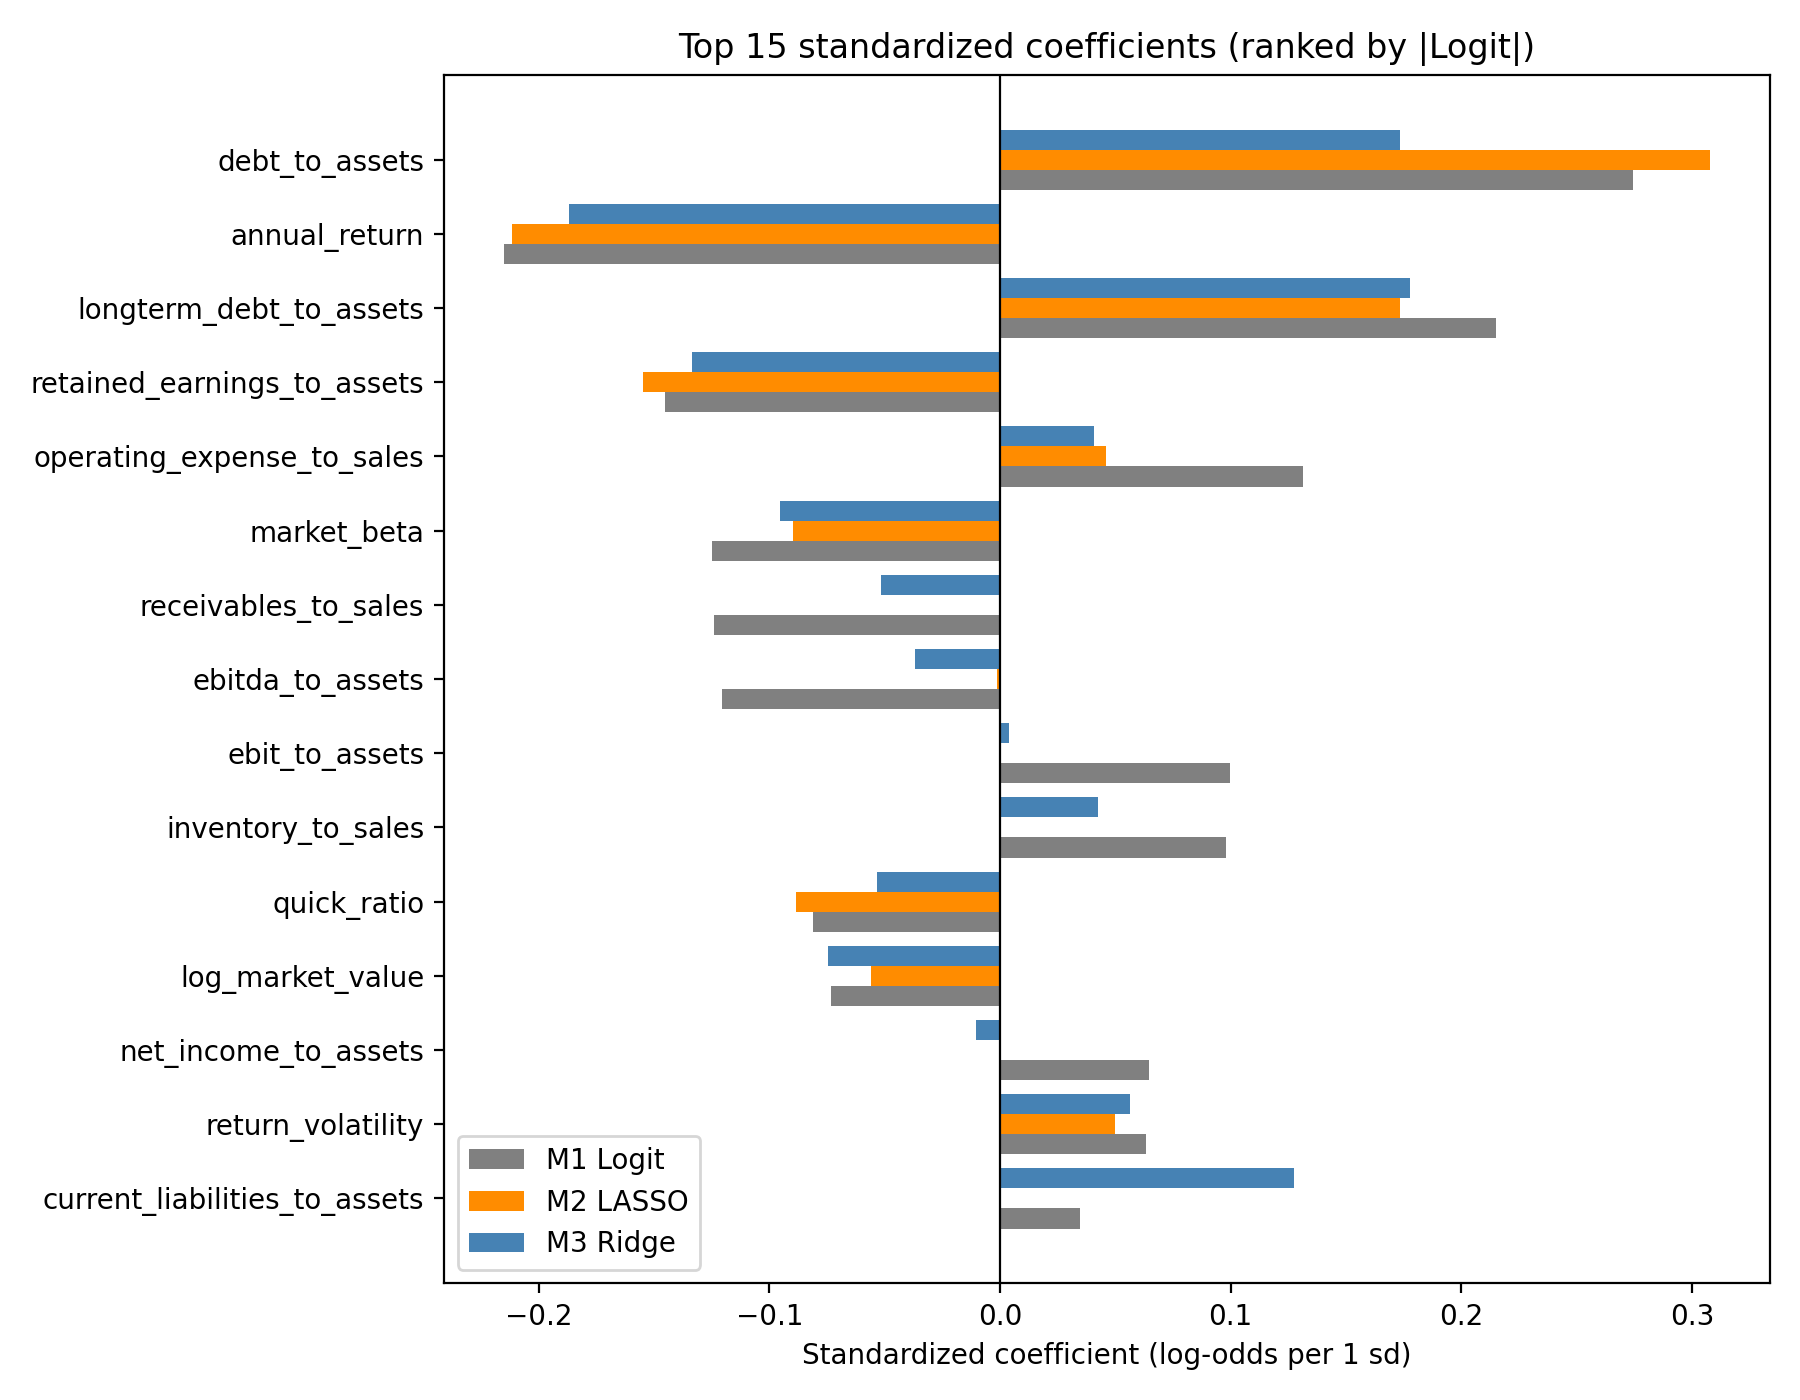 Top 15 standardized coefficients (ranked by |Logit|)
debt_to_assets
annual_return
longterm_debt_to_assets
retained_earnings_to_assets
operating_expense_to_sales
market_beta
receivables_to_sales
ebitda_to_assets
ebit_to_assets
inventory_to_sales
quick_ratio
log_market_value
net_income_to_assets
return_volatility
current_liabilities_to_assets
M1 Logit
M2 LASSO
M3 Ridge
−0.2 −0.1 0.0 0.1 0.2 0.3
Standardized coefficient (log-odds per 1 sd)